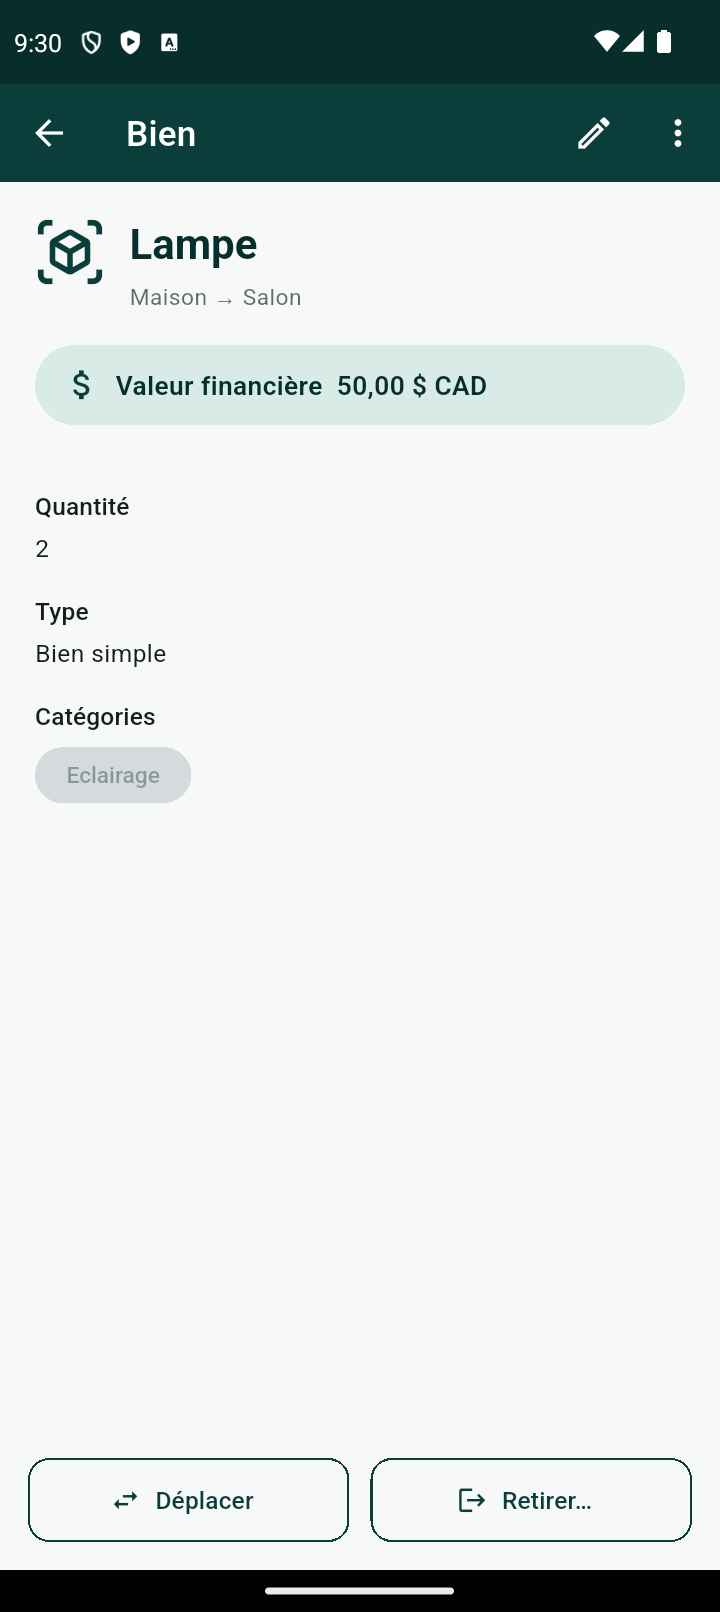 9:30
Bien
Lampe
Maison → Salon
$ Valeur financière 50,00 $ CAD
Quantité
2
Type
Bien simple
Catégories
Eclairage
Déplacer
Retirer...